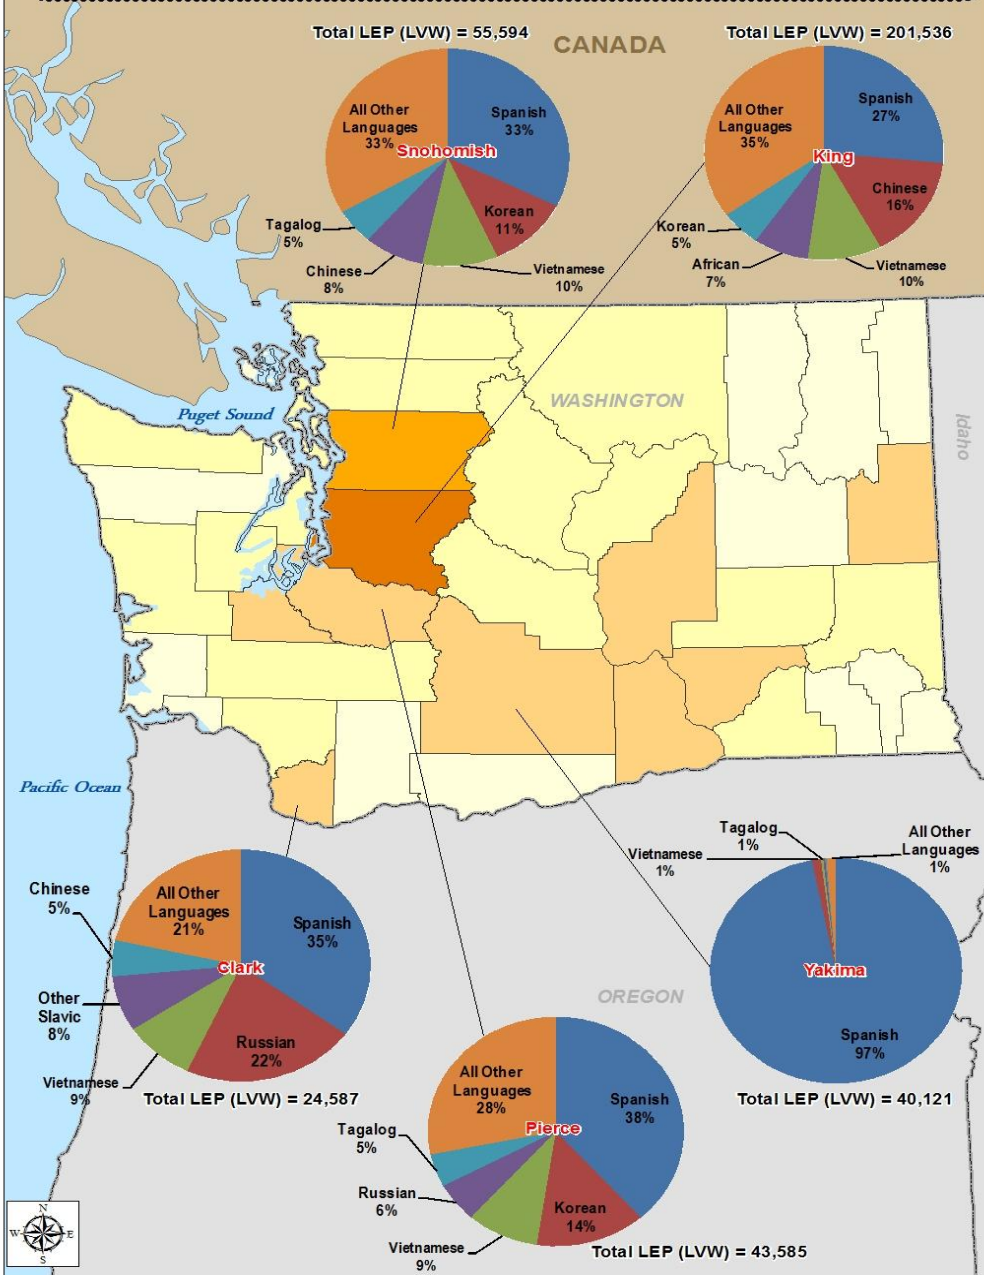 Total LEP (LVW) = 55,594
CANADA
Total LEP (LVW) = 201,536
All Other
Languages
33%
Spanish
33%
Snohomish
Korean
11%
Tagalog
5%
Chinese
8%
Vietnamese
10%
All Other
Languages
35%
Spanish
27%
King
Chinese
16%
Korean
5%
African
7%
Vietnamese
10%
WASHINGTON
Puget Sound
Idaho
Pacific Ocean
Chinese
5%
All Other
Languages
21%
Spanish
35%
Clark
Other
Slavic
8%
Russian
22%
Vietnamese
9%
Total LEP (LVW) = 24,587
Tagalog
1%
All Other
Languages
1%
Vietnamese
1%
Yakima
Spanish
97%
Total LEP (LVW) = 40,121
OREGON
All Other
Languages
28%
Spanish
38%
Pierce
Tagalog
5%
Russian
6%
Korean
14%
Vietnamese
9%
Total LEP (LVW) = 43,585
N
W
E
S